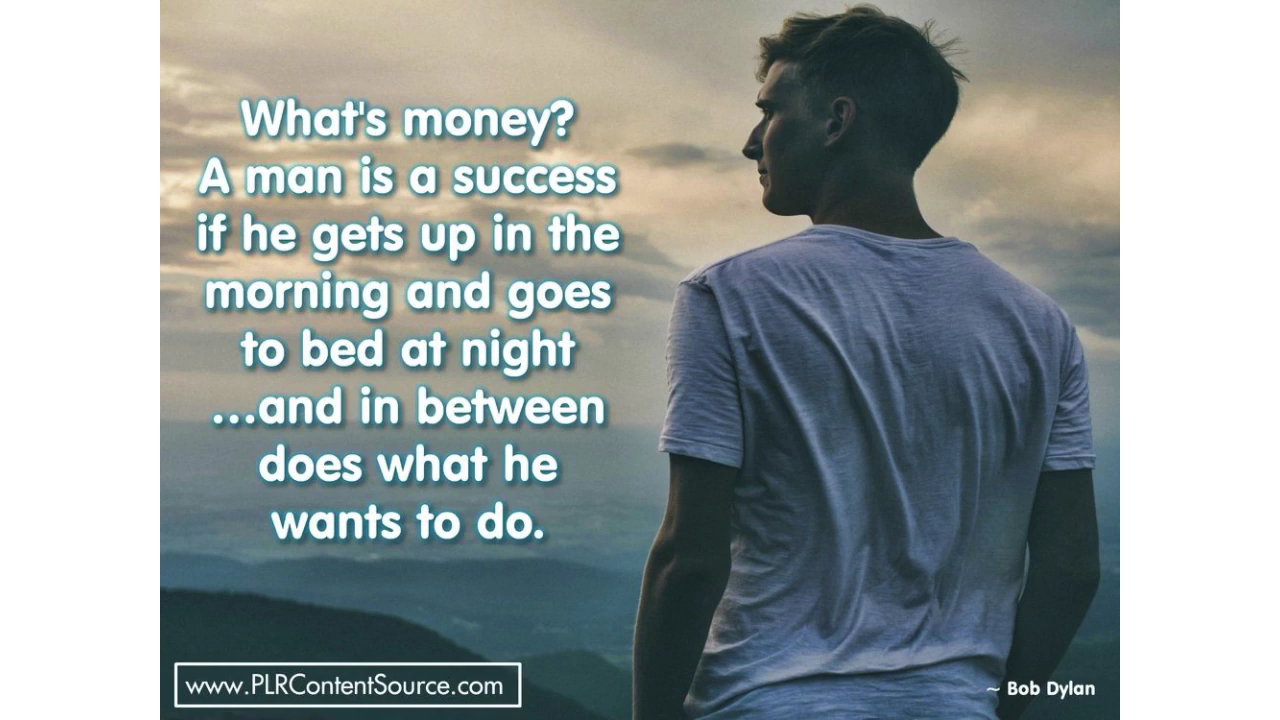 What's money?
A man is a success
if he gets up in the
morning and goes
to bed at night
...and in between
does what he
wants to do.
www.PLRContentSource.com
~ Bob Dylan